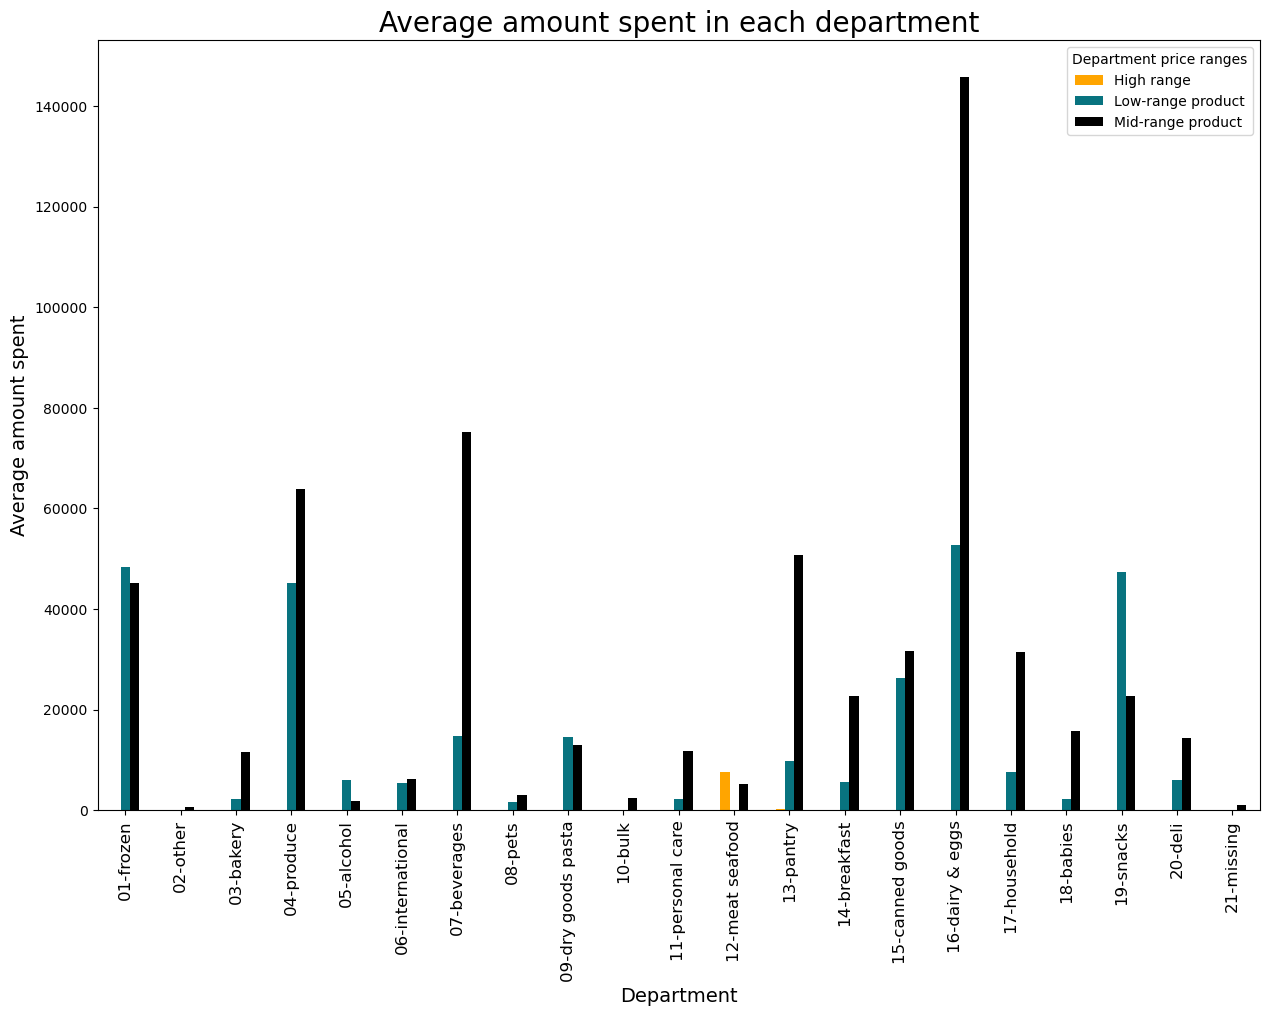 Average amount spent in each department
Department price ranges
High range
Low-range product
Mid-range product
Average amount spent
140000
120000
100000
80000
60000
40000
20000
0
01-frozen
02-other
03-bakery
04-produce
05-alcohol
06-international
07-beverages
08-pets
09-dry goods pasta
10-bulk
11-personal care
12-meat seafood
13-pantry
14-breakfast
15-canned goods
16-dairy & eggs
17-household
18-babies
19-snacks
20-deli
21-missing
Department